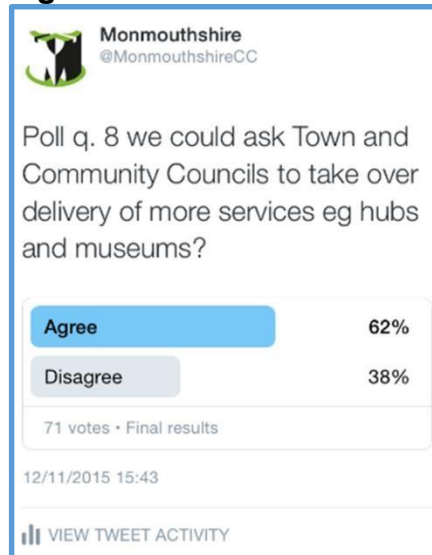 Monmouthshire
@MonmouthshireCC
Poll q. 8 we could ask Town and
Community Councils to take over
delivery of more services eg hubs
and museums?
Agree 62%
Disagree 38%
71 votes • Final results
12/11/2015 15:43
VIEW TWEET ACTIVITY